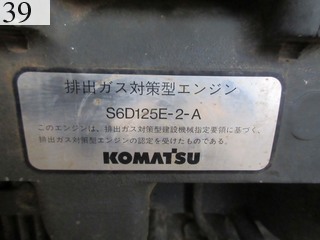 39
排出ガス対策型エンジン
S6D125E-2-A
このエンジンは、排出ガス対策型建設機械指定要領に基づく、
排出ガス対策型エンジンの認定を受けたものである。
KOMATSU